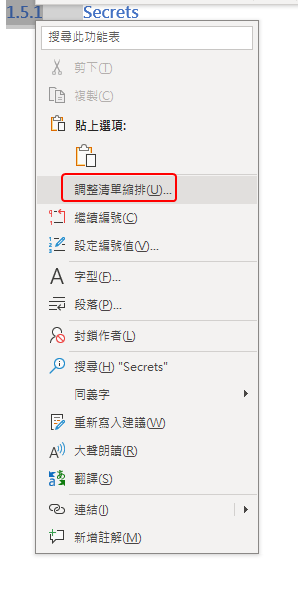 1.5.1 Secrets
搜尋此功能表
剪下(T)
複製(C)
貼上選項:
調整清單縮排(U)...
繼續編號(C)
設定編號值(V)...
字型(F)...
段落(P)...
封鎖作者(L)
搜尋(H) "Secrets"
同義字
重新寫入建議(W)
大聲朗讀(R)
翻譯(S)
連結(I)
新增註解(M)